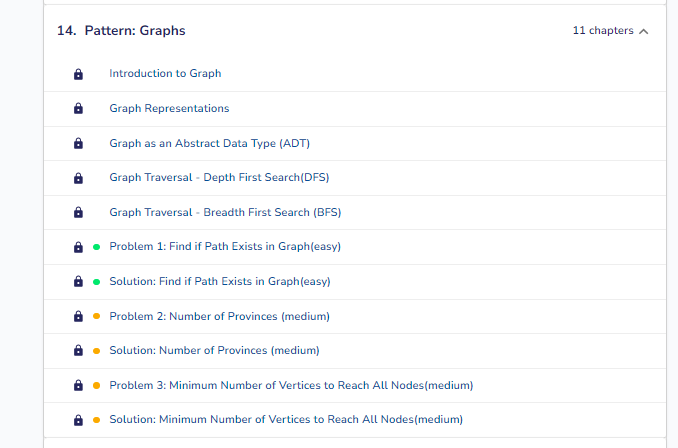 14. Pattern: Graphs 11 chapters
Introduction to Graph
Graph Representations
Graph as an Abstract Data Type (ADT)
Graph Traversal - Depth First Search(DFS)
Graph Traversal - Breadth First Search (BFS)
Problem 1: Find if Path Exists in Graph(easy)
Solution: Find if Path Exists in Graph(easy)
Problem 2: Number of Provinces (medium)
Solution: Number of Provinces (medium)
Problem 3: Minimum Number of Vertices to Reach All Nodes(medium)
Solution: Minimum Number of Vertices to Reach All Nodes(medium)